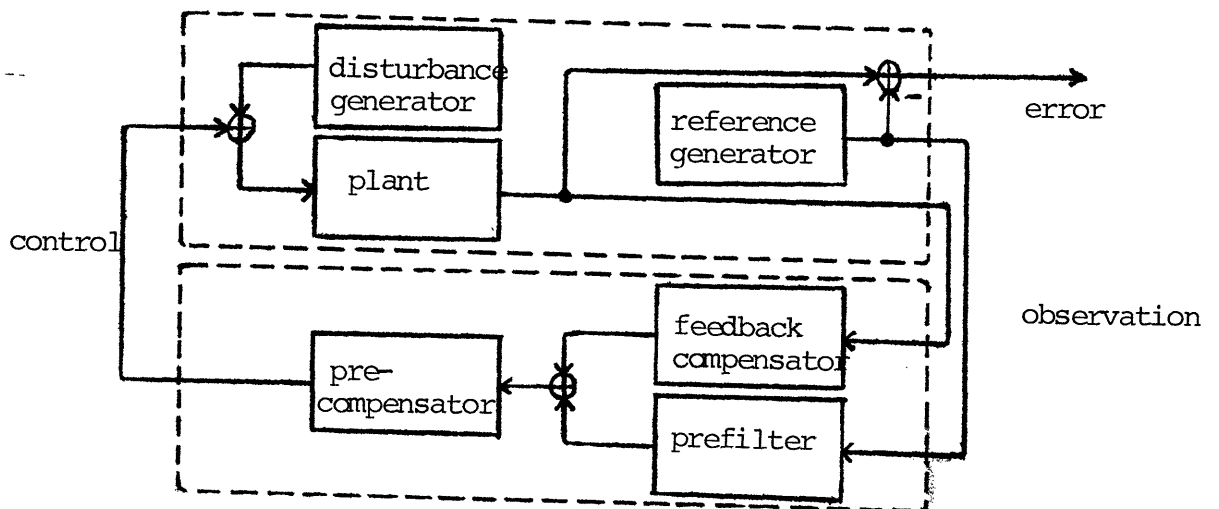 disturbance
generator
reference
generator
error
plant
control
observation
feedback
compensator
pre-
compensator
prefilter